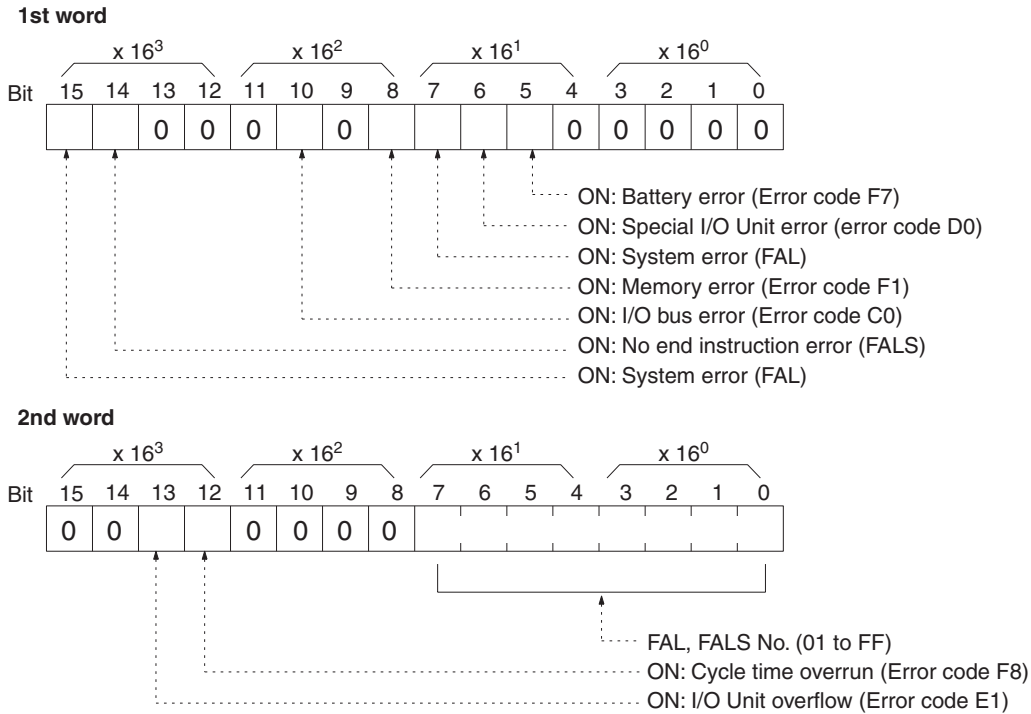 1st word
x 16³ x 16² x 16¹ x 16⁰
Bit 15 14 13 12 11 10 9 8 7 6 5 4 3 2 1 0
0 0 0 0 0 0 0 0 0
ON: Battery error (Error code F7)
ON: Special I/O Unit error (error code D0)
ON: System error (FAL)
ON: Memory error (Error code F1)
ON: I/O bus error (Error code C0)
ON: No end instruction error (FALS)
ON: System error (FAL)
2nd word
x 16³ x 16² x 16¹ x 16⁰
Bit 15 14 13 12 11 10 9 8 7 6 5 4 3 2 1 0
0 0 0 0 0 0
FAL, FALS No. (01 to FF)
ON: Cycle time overrun (Error code F8)
ON: I/O Unit overflow (Error code E1)